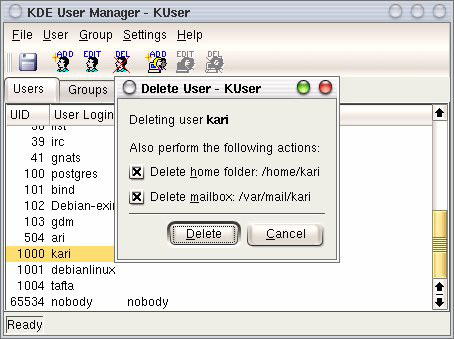 KDE User Manager - KUser
File User Group Settings Help
ADD EDIT DEL ADD EDIT DEL
Users Groups
UID User Login
38 list
39 irc
41 gnats
100 postgres
101 bind
102 Debian-exim
103 gdm
504 ari
1000 kari
1001 debianlinux
1004 tafta
65534 nobody nobody
Ready
Delete User - KUser
Deleting user kari
Also perform the following actions:
Delete home folder: /home/kari
Delete mailbox: /var/mail/kari
Delete Cancel